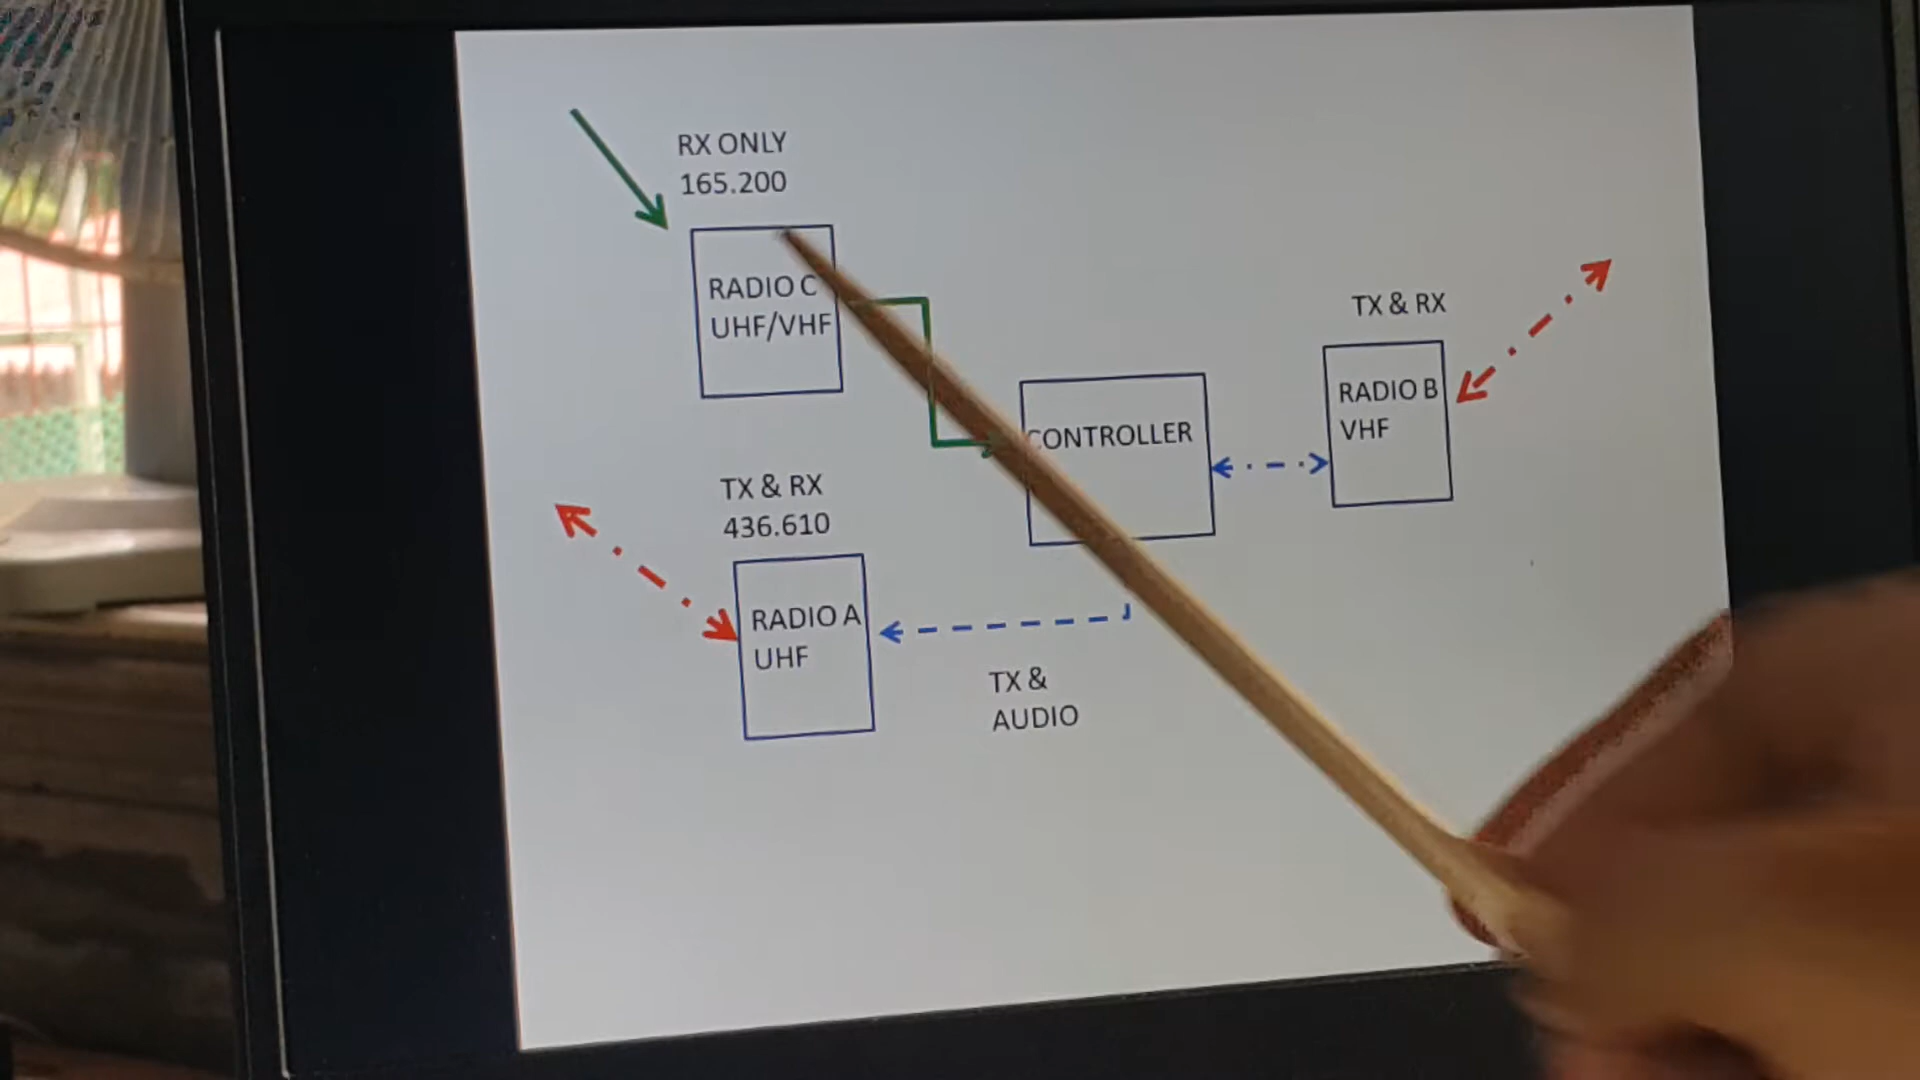 RX ONLY
165.200
RADIO C
UHF/VHF
CONTROLLER
TX & RX
RADIO B
VHF
TX & RX
436.610
RADIO A
UHF
TX &
AUDIO